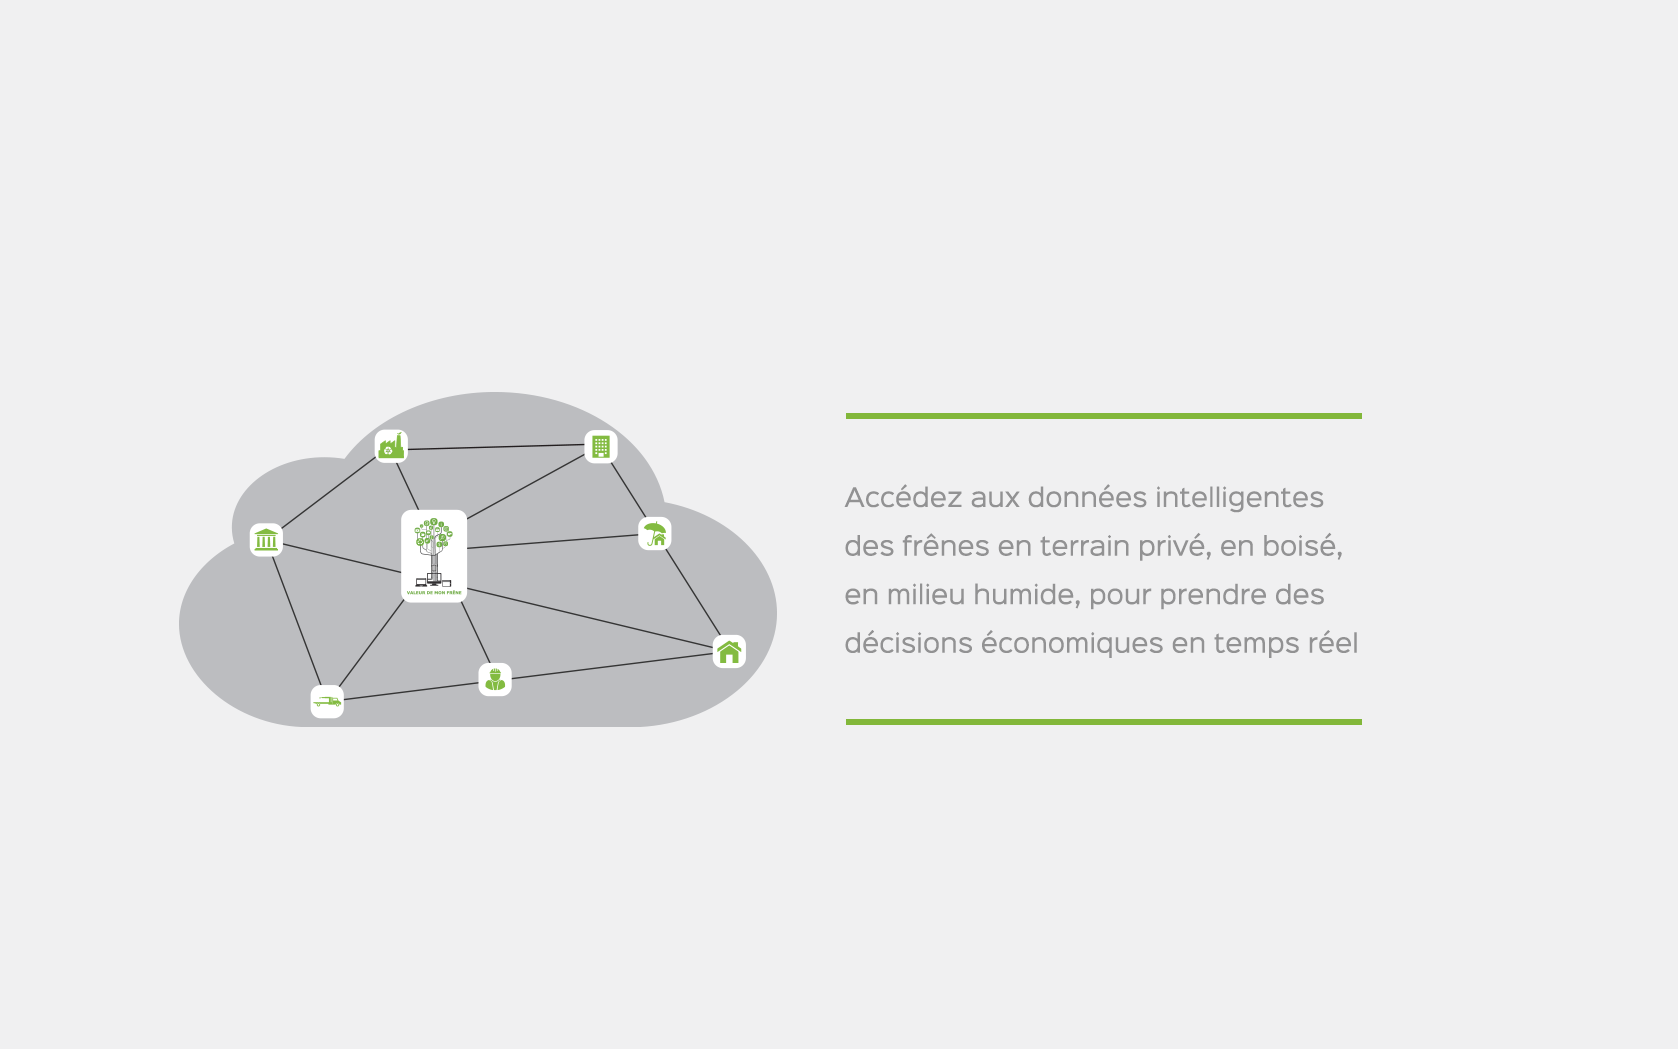 VALEUR DE MON FRÊNE
Accédez aux données intelligentes
des frênes en terrain privé, en boisé,
en milieu humide, pour prendre des
décisions économiques en temps réel